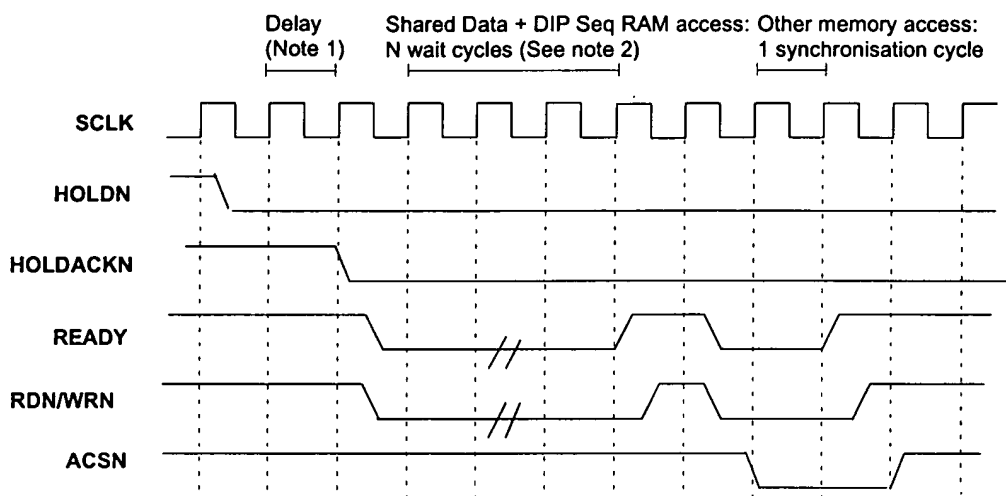 Delay
(Note 1)
Shared Data + DIP Seq RAM access:
N wait cycles (See note 2)
Other memory access:
1 synchronisation cycle
SCLK
HOLDN
HOLDACKN
READY
RDN/WRN
ACSN